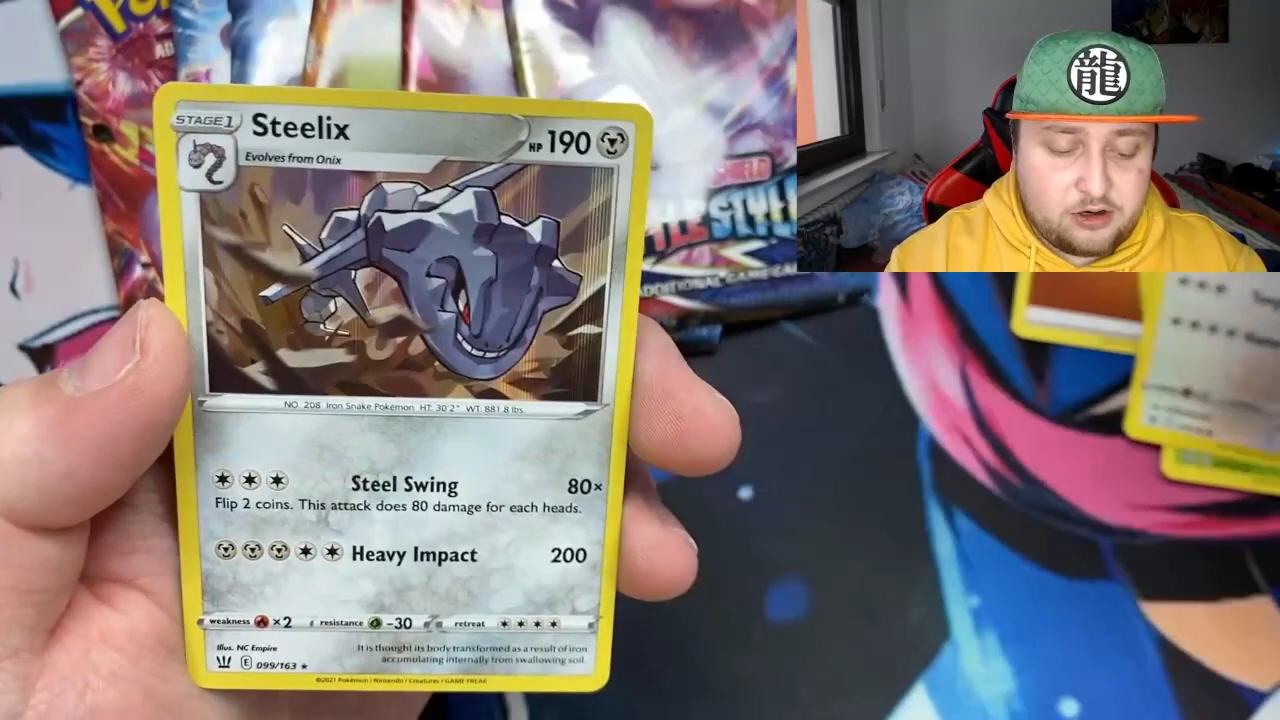 STAGE1
Steelix
HP 190
Evolves from Onix
NO. 208 Iron Snake Pokémon HT: 30'2" WT: 881.8 lbs.
Steel Swing 80×
Flip 2 coins. This attack does 80 damage for each heads.
Heavy Impact 200
weakness ×2 resistance -30 retreat
Illus. NC Empire
It is thought its body transformed as a result of iron
accumulating internally from swallowing soil.
E 099/163 ★
©2021 Pokémon / Nintendo / Creatures / GAME FREAK
龍